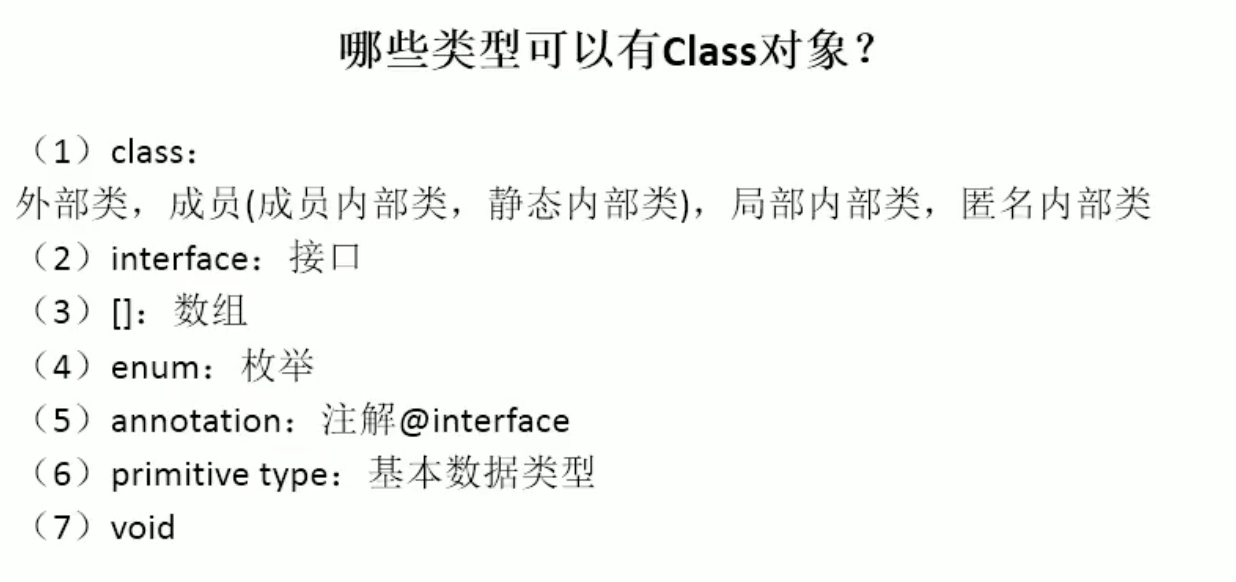 哪些类型可以有Class对象？
（1）class：
外部类，成员(成员内部类，静态内部类)，局部内部类，匿名内部类
（2）interface：接口
（3）[]：数组
（4）enum：枚举
（5）annotation：注解@interface
（6）primitive type：基本数据类型
（7）void